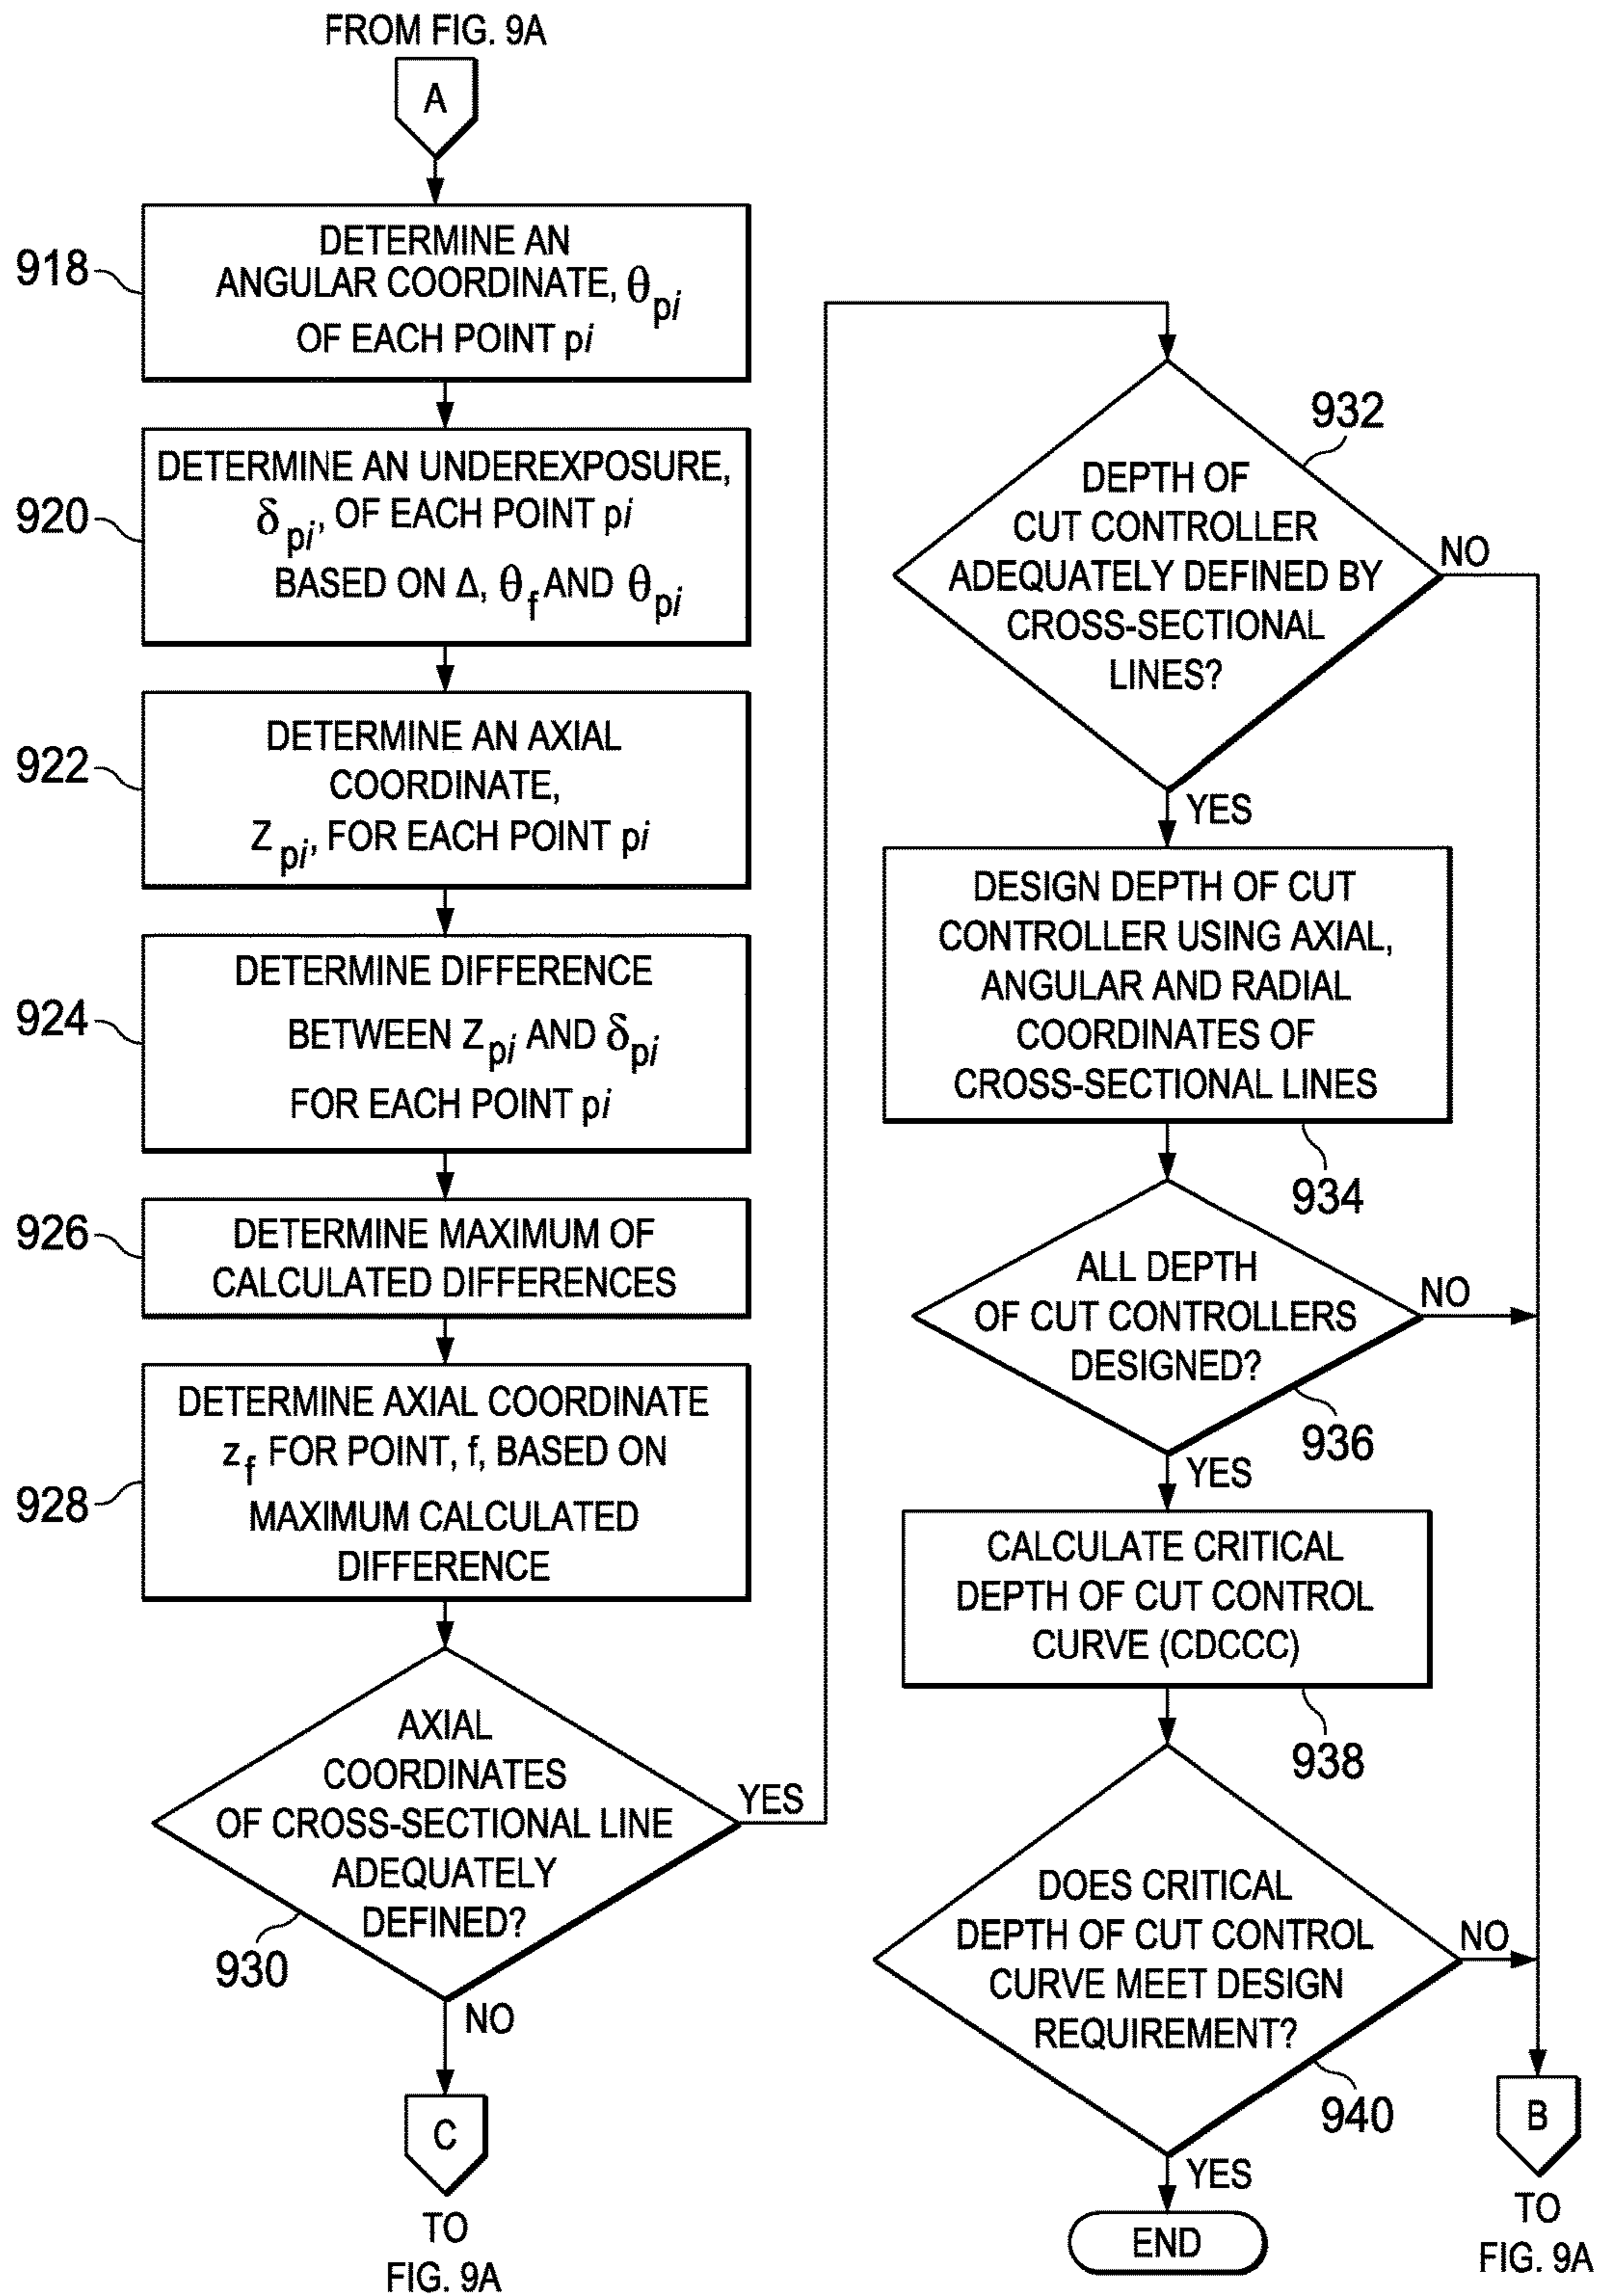 FROM FIG. 9A
A
918
DETERMINE AN
ANGULAR COORDINATE, θpi
OF EACH POINT pi
920
DETERMINE AN UNDEREXPOSURE,
δpi, OF EACH POINT pi
BASED ON Δ, θf AND θpi
922
DETERMINE AN AXIAL
COORDINATE,
Zpi, FOR EACH POINT pi
924
DETERMINE DIFFERENCE
BETWEEN Zpi AND δpi
FOR EACH POINT pi
926
DETERMINE MAXIMUM OF
CALCULATED DIFFERENCES
928
DETERMINE AXIAL COORDINATE
zf FOR POINT, f, BASED ON
MAXIMUM CALCULATED
DIFFERENCE
AXIAL
COORDINATES
OF CROSS-SECTIONAL LINE
ADEQUATELY
DEFINED?
930
YES
NO
C
TO
FIG. 9A
932
DEPTH OF
CUT CONTROLLER
ADEQUATELY DEFINED BY
CROSS-SECTIONAL
LINES?
NO
YES
DESIGN DEPTH OF CUT
CONTROLLER USING AXIAL,
ANGULAR AND RADIAL
COORDINATES OF
CROSS-SECTIONAL LINES
934
ALL DEPTH
OF CUT CONTROLLERS
DESIGNED?
NO
936
YES
CALCULATE CRITICAL
DEPTH OF CUT CONTROL
CURVE (CDCCC)
938
DOES CRITICAL
DEPTH OF CUT CONTROL
CURVE MEET DESIGN
REQUIREMENT?
NO
940
YES
END
B
TO
FIG. 9A